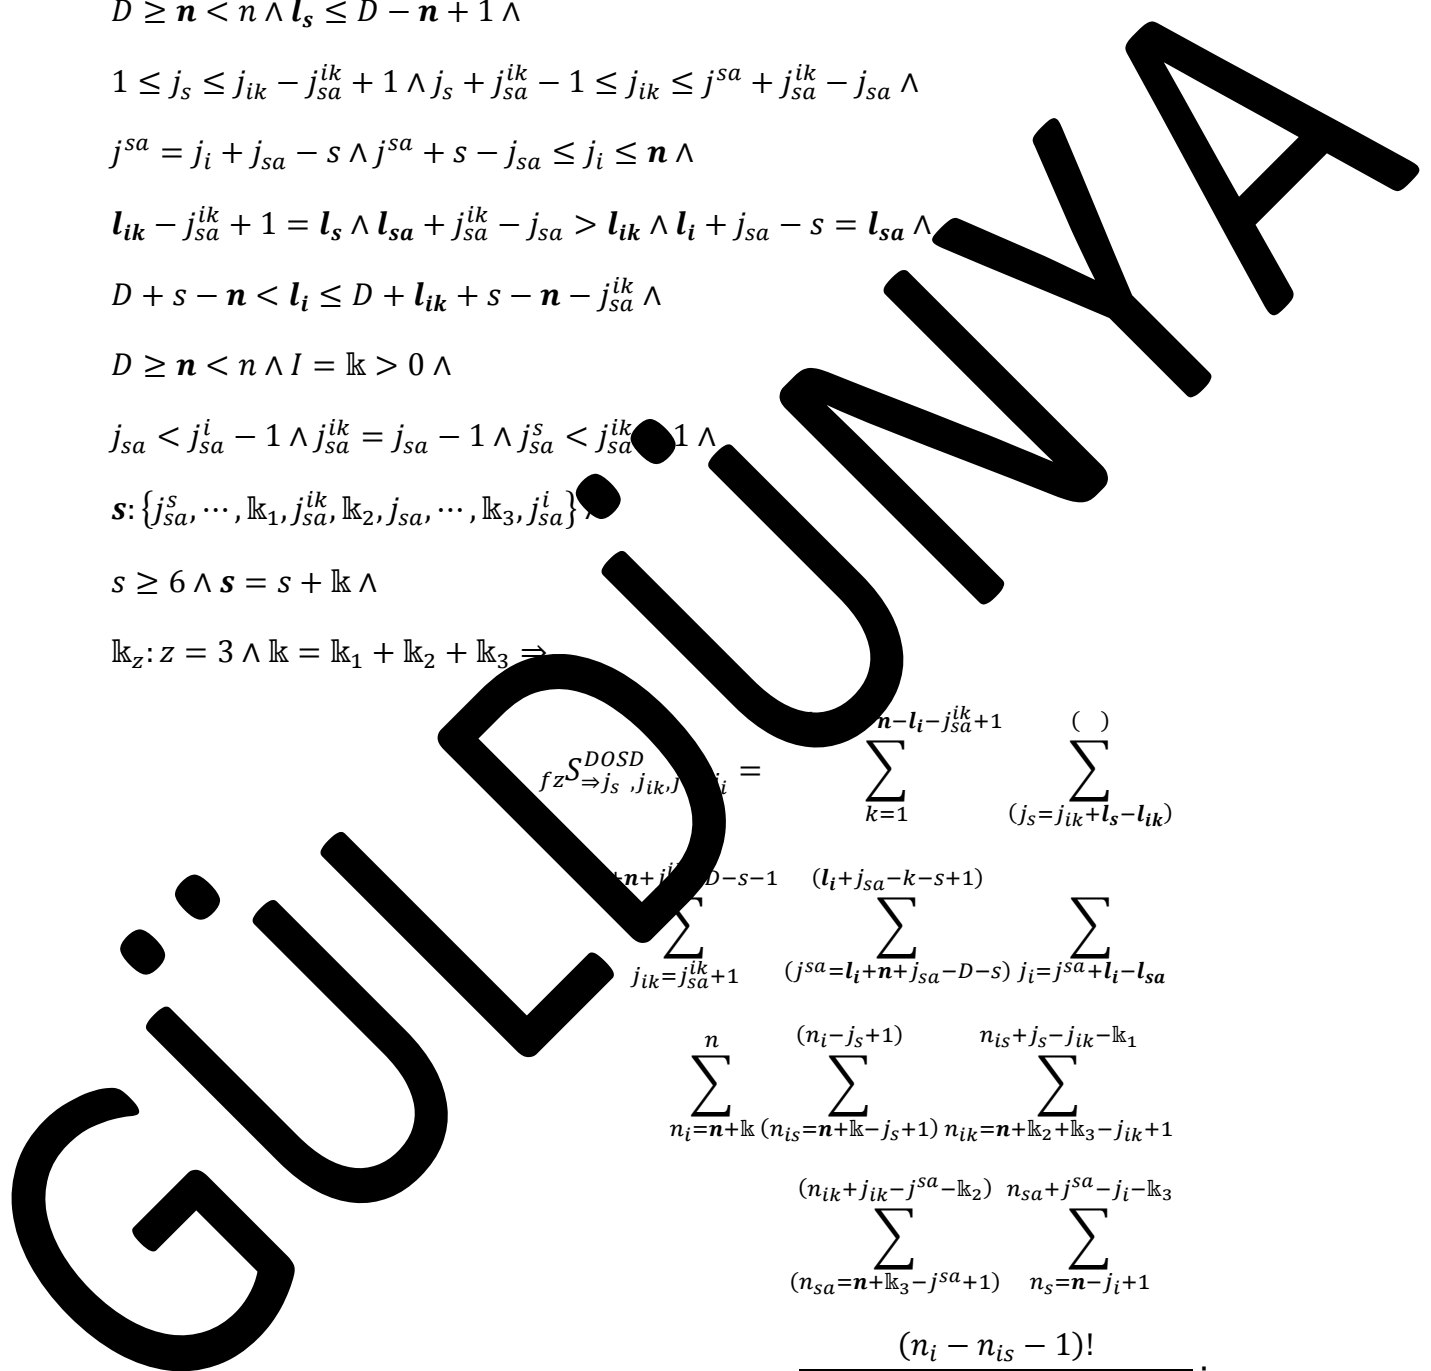 D ≥ 𝒏 < n ∧ 𝒍_𝒔 ≤ D − 𝒏 + 1 ∧
1 ≤ j_s ≤ j_{ik} − j_{sa}^{ik} + 1 ∧ j_s + j_{sa}^{ik} − 1 ≤ j_{ik} ≤ j^{sa} + j_{sa}^{ik} − j_{sa} ∧
j^{sa} = j_i + j_{sa} − s ∧ j^{sa} + s − j_{sa} ≤ j_i ≤ 𝒏 ∧
𝒍_{𝒊𝒌} − j_{sa}^{ik} + 1 = 𝒍_𝒔 ∧ 𝒍_{𝒔𝒂} + j_{sa}^{ik} − j_{sa} > 𝒍_{𝒊𝒌} ∧ 𝒍_𝒊 + j_{sa} − s = 𝒍_{𝒔𝒂} ∧
D + s − 𝒏 < 𝒍_𝒊 ≤ D + 𝒍_{𝒊𝒌} + s − 𝒏 − j_{sa}^{ik} ∧
D ≥ 𝒏 < n ∧ I = 𝕜 > 0 ∧
j_{sa} < j_{sa}^i − 1 ∧ j_{sa}^{ik} = j_{sa} − 1 ∧ j_{sa}^s < j_{sa}^{ik} 1 ∧
𝒔: {j_{sa}^s, ⋯ , 𝕜_1, j_{sa}^{ik}, 𝕜_2, j_{sa}, ⋯ , 𝕜_3, j_{sa}^i}
s ≥ 6 ∧ 𝒔 = s + 𝕜 ∧
𝕜_z: z = 3 ∧ 𝕜 = 𝕜_1 + 𝕜_2 + 𝕜_3 ⇒
_{fz}S^{DOSD}_{⇒j_s ,j_{ik}, i} = ∑_{k=1}^{𝒏−𝒍_𝒊−j_{sa}^{ik}+1} ∑_{(j_s=j_{ik}+𝒍_𝒔−𝒍_{𝒊𝒌})}^{( )}
∑_{j_{ik}=j_{sa}^{ik}+1}^{+𝒏+ D−s−1} ∑_{(j^{sa}=𝒍_𝒊+𝒏+j_{sa}−D−s)}^{(𝒍_𝒊+j_{sa}−k−s+1)} ∑_{j_i=j^{sa}+𝒍_𝒊−𝒍_{𝒔𝒂}}
∑_{n_i=𝒏+𝕜}^{n} ∑_{(n_{is}=𝒏+𝕜−j_s+1)}^{(n_i−j_s+1)} ∑_{n_{ik}=𝒏+𝕜_2+𝕜_3−j_{ik}+1}^{n_{is}+j_s−j_{ik}−𝕜_1}
∑_{(n_{sa}=𝒏+𝕜_3−j^{sa}+1)}^{(n_{ik}+j_{ik}−j^{sa}−𝕜_2)} ∑_{n_s=𝒏−j_i+1}^{n_{sa}+j^{sa}−j_i−𝕜_3}
(n_i − n_{is} − 1)! ·
GÜLDÜNYA